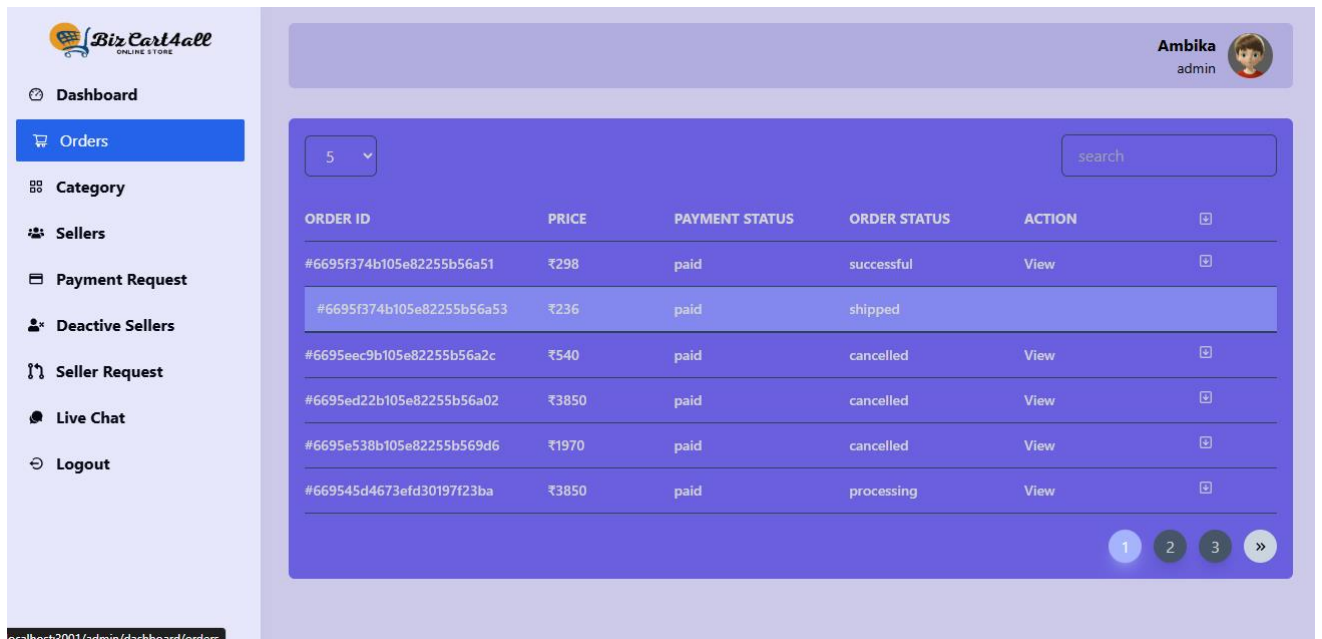 BizCart4all
ONLINE STORE
Ambika
admin
Dashboard
Orders
Category
Sellers
Payment Request
Deactive Sellers
Seller Request
Live Chat
Logout
5 search
ORDER ID PRICE PAYMENT STATUS ORDER STATUS ACTION
#6695f374b105e82255b56a51 ₹298 paid successful View
#6695f374b105e82255b56a53 ₹236 paid shipped
#6695eec9b105e82255b56a2c ₹540 paid cancelled View
#6695ed22b105e82255b56a02 ₹3850 paid cancelled View
#6695e538b105e82255b569d6 ₹1970 paid cancelled View
#669545d4673efd30197f23ba ₹3850 paid processing View
1 2 3 »
ocalhost:3001/admin/dashboard/orders